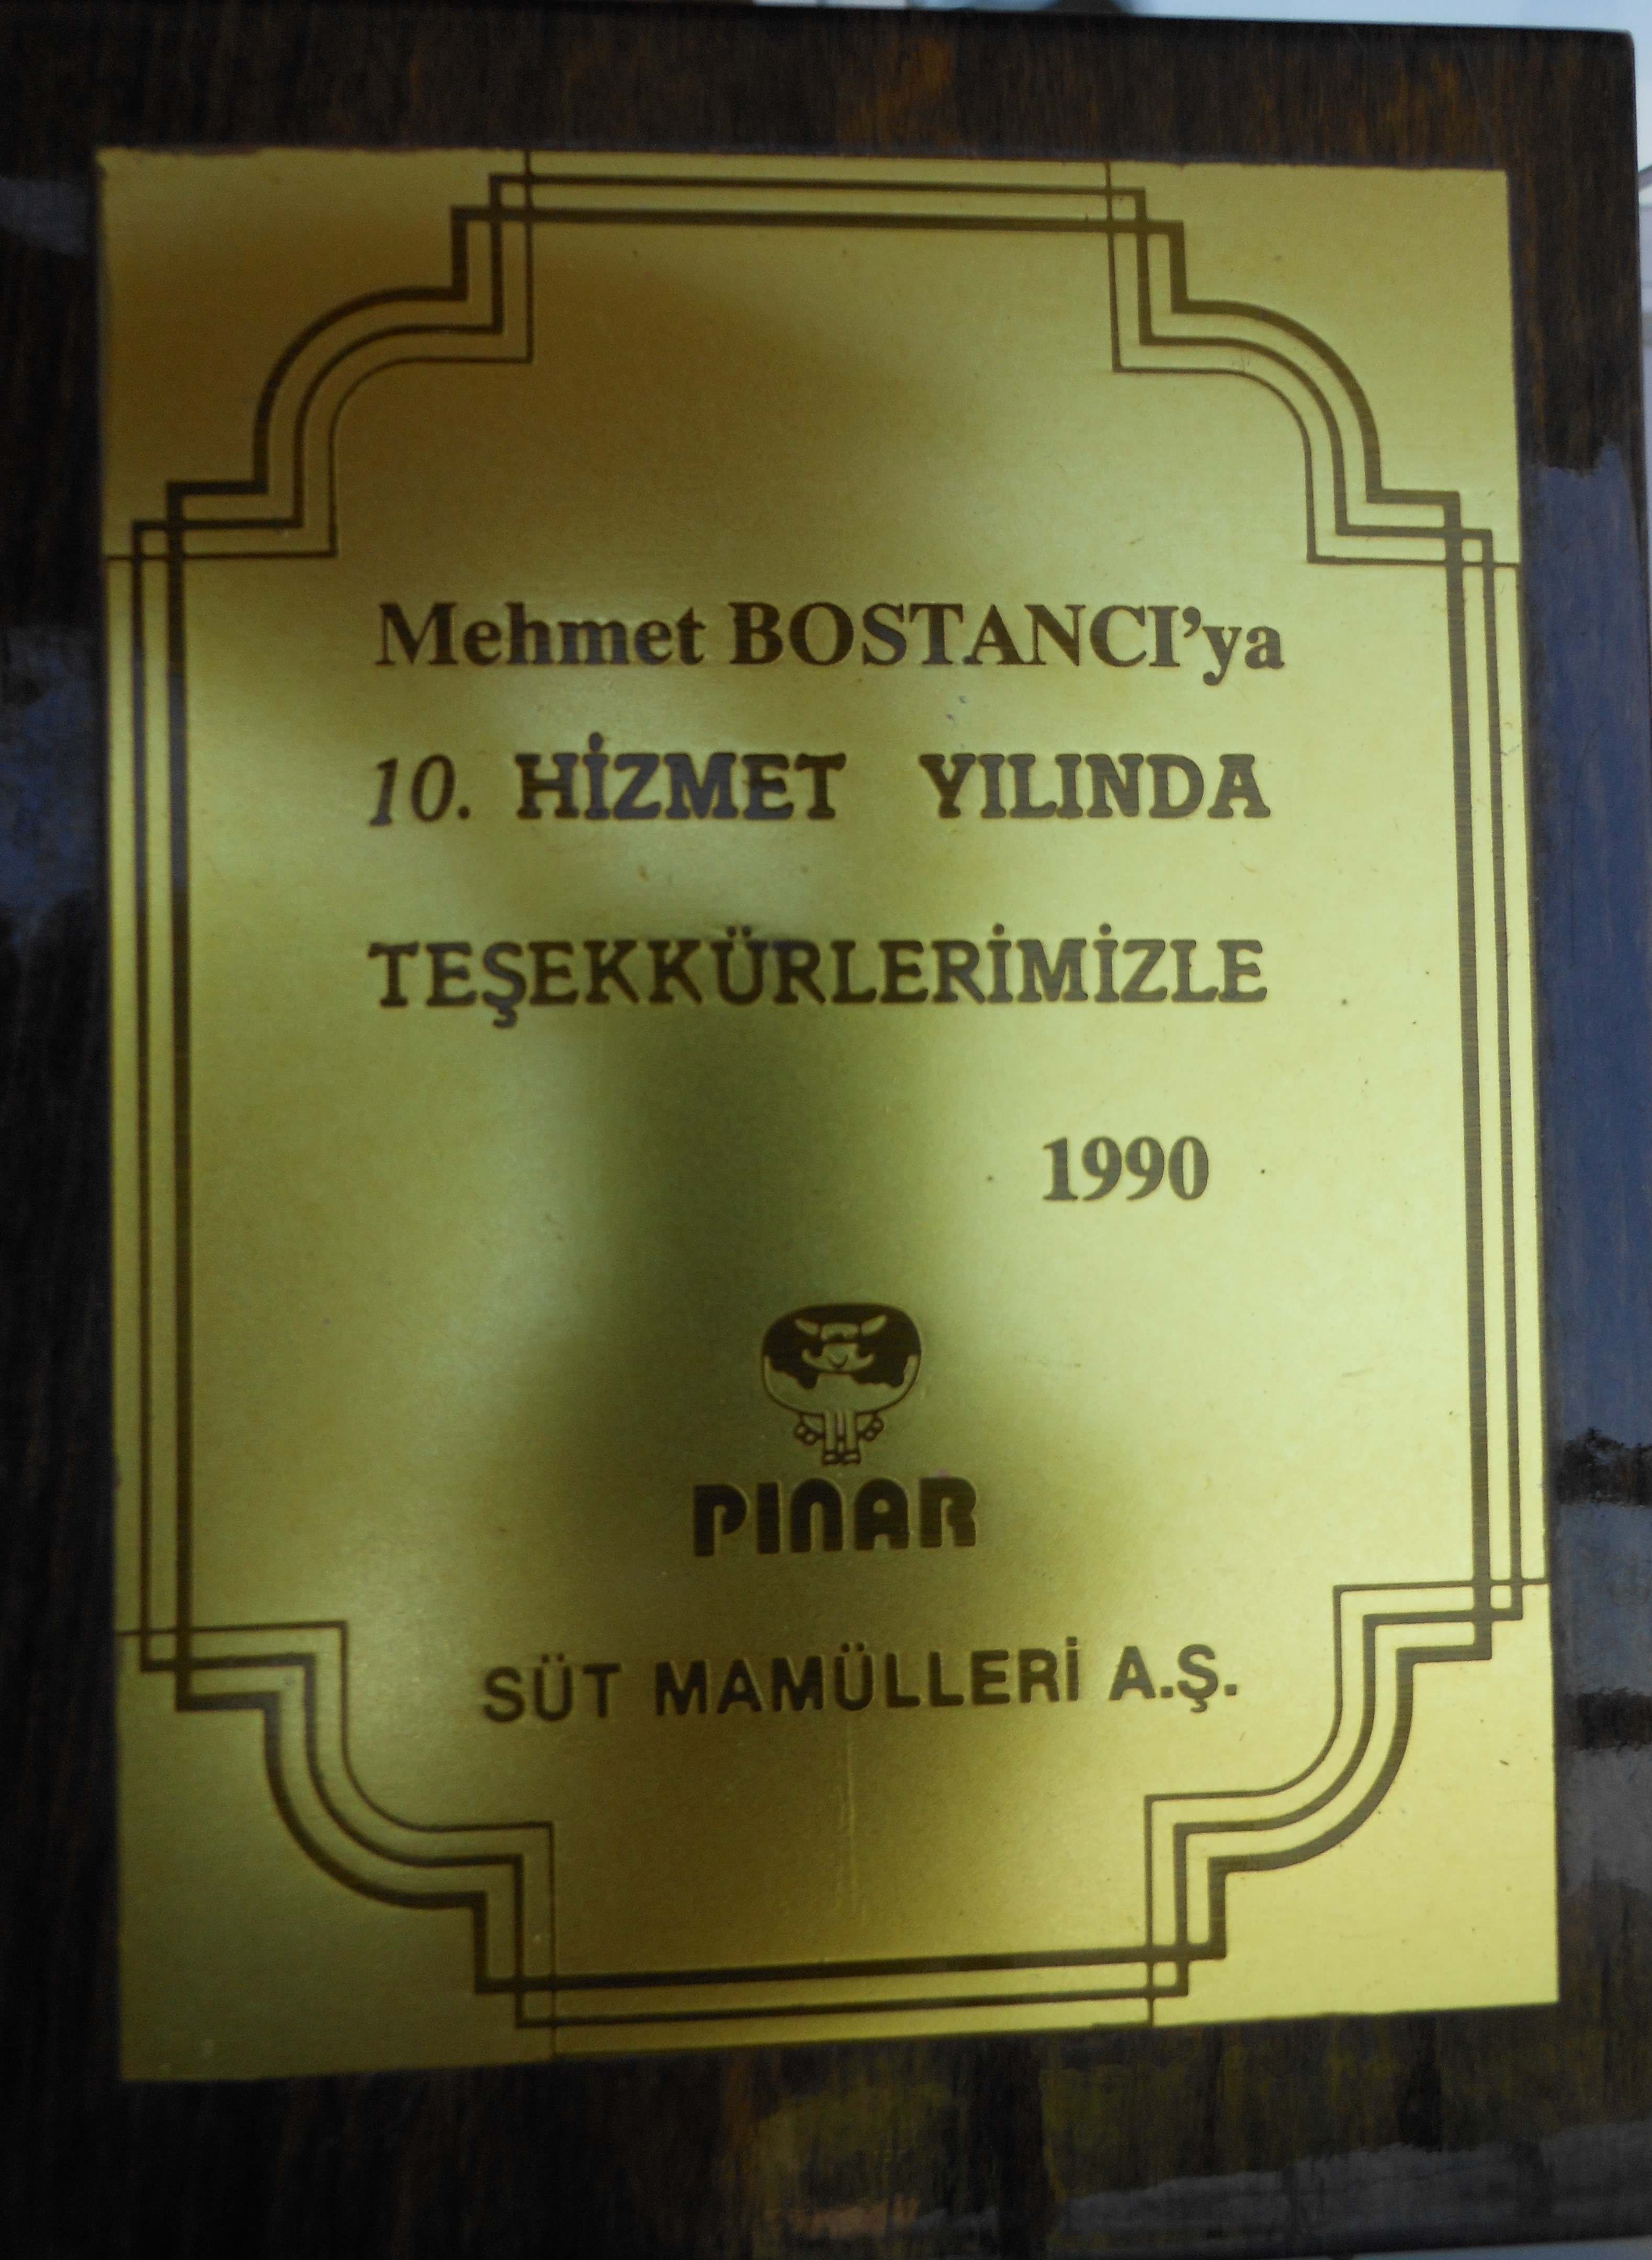 Mehmet BOSTANCI'ya
10. HİZMET YILINDA
TEŞEKKÜRLERİMİZLE
1990
PINAR
SÜT MAMÜLLERİ A.Ş.